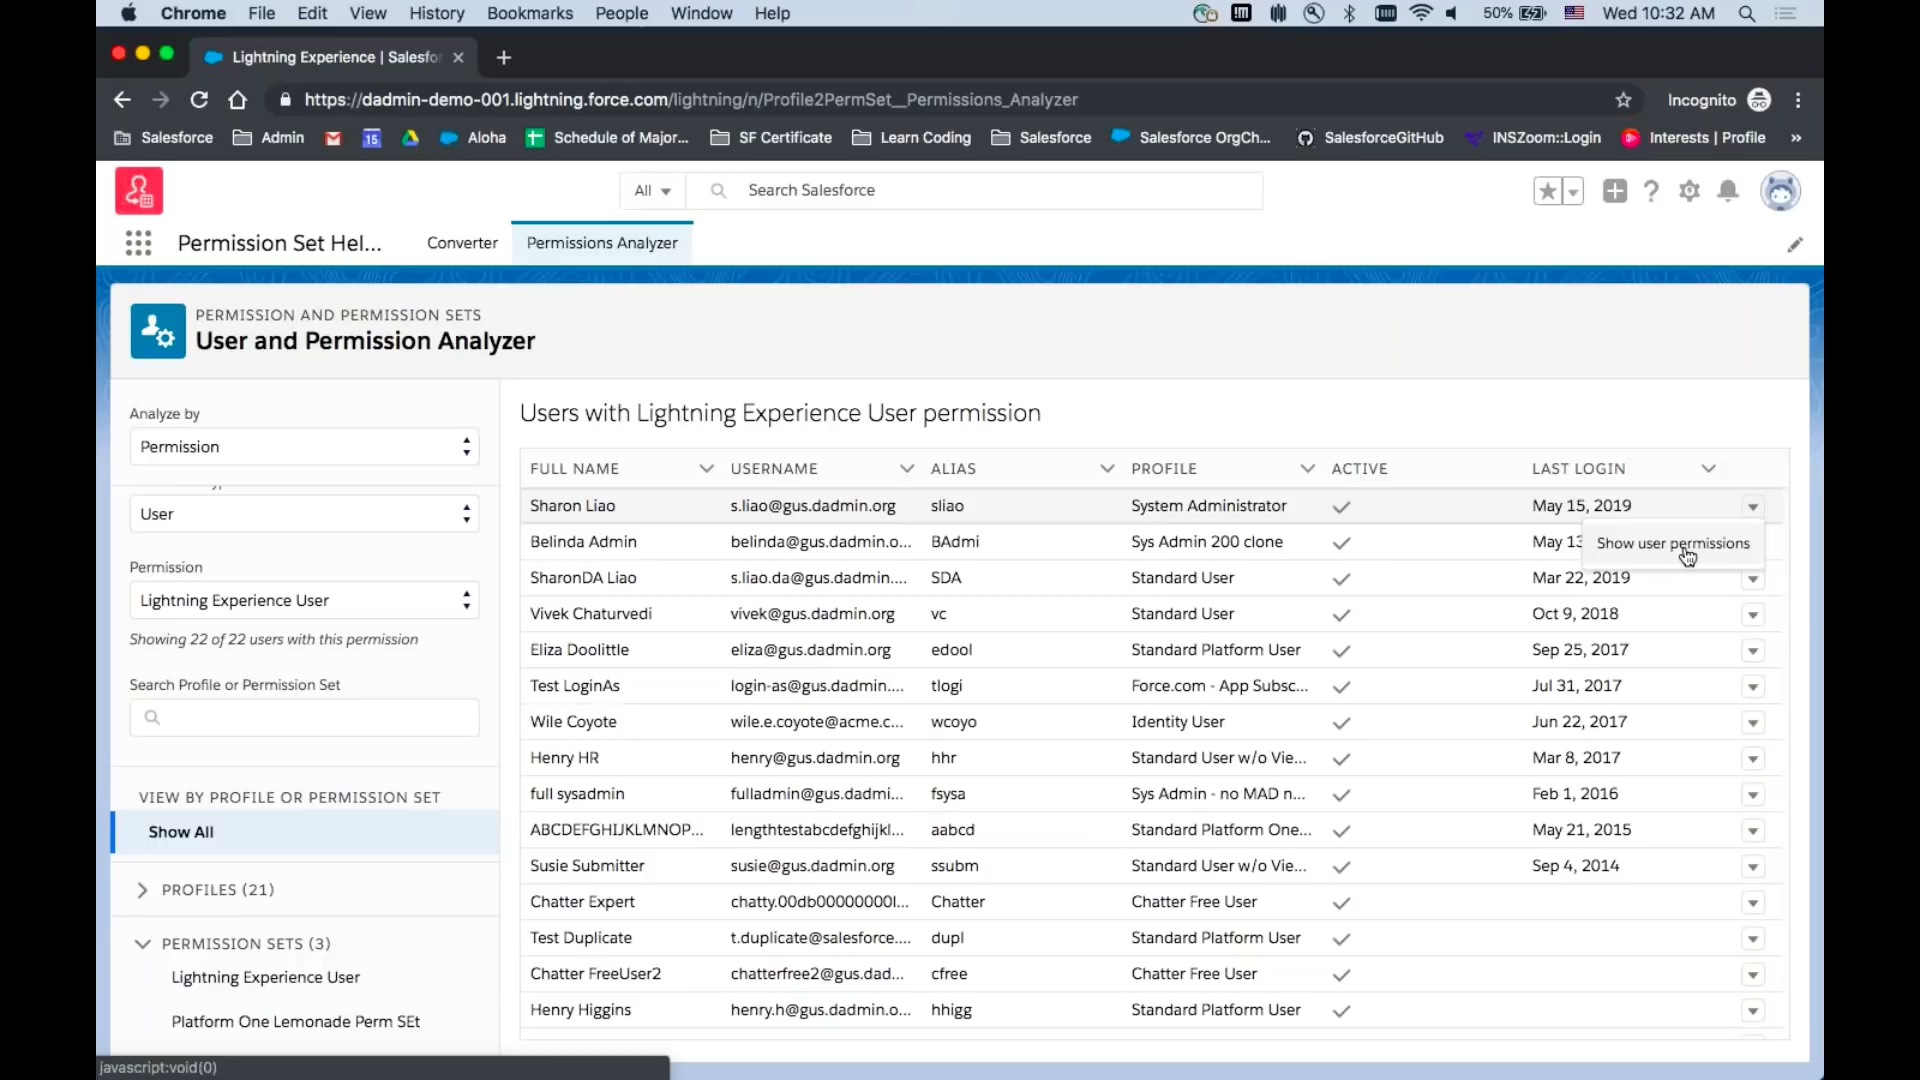 Chrome File Edit View History Bookmarks People Window Help 50% Wed 10:32 AM
Lightning Experience | Salesfo
https://dadmin-demo-001.lightning.force.com/lightning/n/Profile2PermSet__Permissions_Analyzer Incognito
Salesforce Admin 15 Aloha Schedule of Major... SF Certificate Learn Coding Salesforce Salesforce OrgCh... SalesforceGitHub INSZoom::Login Interests | Profile »
All Search Salesforce
Permission Set Hel... Converter Permissions Analyzer
PERMISSION AND PERMISSION SETS
User and Permission Analyzer
Analyze by
Permission
User
Permission
Lightning Experience User
Showing 22 of 22 users with this permission
Search Profile or Permission Set
VIEW BY PROFILE OR PERMISSION SET
Show All
PROFILES (21)
PERMISSION SETS (3)
Lightning Experience User
Platform One Lemonade Perm SEt
Users with Lightning Experience User permission
FULL NAME USERNAME ALIAS PROFILE ACTIVE LAST LOGIN
Sharon Liao s.liao@gus.dadmin.org sliao System Administrator May 15, 2019
Belinda Admin belinda@gus.dadmin.o... BAdmi Sys Admin 200 clone May 13
Show user permissions
SharonDA Liao s.liao.da@gus.dadmin.... SDA Standard User Mar 22, 2019
Vivek Chaturvedi vivek@gus.dadmin.org vc Standard User Oct 9, 2018
Eliza Doolittle eliza@gus.dadmin.org edool Standard Platform User Sep 25, 2017
Test LoginAs login-as@gus.dadmin.... tlogi Force.com - App Subsc... Jul 31, 2017
Wile Coyote wile.e.coyote@acme.c... wcoyo Identity User Jun 22, 2017
Henry HR henry@gus.dadmin.org hhr Standard User w/o Vie... Mar 8, 2017
full sysadmin fulladmin@gus.dadmi... fsysa Sys Admin - no MAD n... Feb 1, 2016
ABCDEFGHIJKLMNOP... lengthtestabcdefghijkl... aabcd Standard Platform One... May 21, 2015
Susie Submitter susie@gus.dadmin.org ssubm Standard User w/o Vie... Sep 4, 2014
Chatter Expert chatty.00db00000000l... Chatter Chatter Free User
Test Duplicate t.duplicate@salesforce.... dupl Standard Platform User
Chatter FreeUser2 chatterfree2@gus.dad... cfree Chatter Free User
Henry Higgins henry.h@gus.dadmin.o... hhigg Standard Platform User
javascript:void(0)